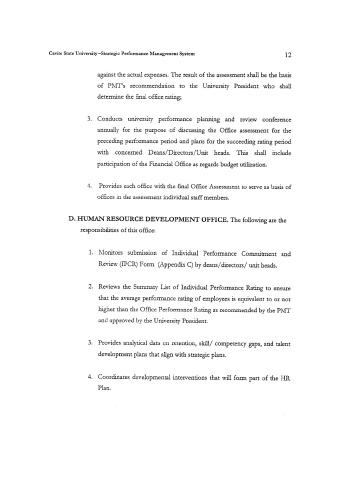 Cavite State University –Strategic Performance Management System 12
against the actual expenses. The result of the assessment shall be the basis
of PMT's recommendation to the University President who shall
determine the final office rating;
3. Conducts university performance planning and review conference
annually for the purpose of discussing the Office assessment for the
preceding performance period and plans for the succeeding rating period
with concerned Deans/Directors/Unit heads. This shall include
participation of the Financial Office as regards budget utilization.
4. Provides each office with the final Office Assessment to serve as basis of
offices in the assessment individual staff members.
D. HUMAN RESOURCE DEVELOPMENT OFFICE. The following are the
responsibilities of this office:
1. Monitors submission of Individual Performance Commitment and
Review (IPCR) Form (Appendix C) by deans/directors/ unit heads.
2. Reviews the Summary List of Individual Performance Rating to ensure
that the average performance rating of employees is equivalent to or not
higher than the Office Performance Rating as recommended by the PMT
and approved by the University President.
3. Provides analytical data on retention, skill/ competency gaps, and talent
development plans that align with strategic plans.
4. Coordinates developmental interventions that will form part of the HR
Plan.